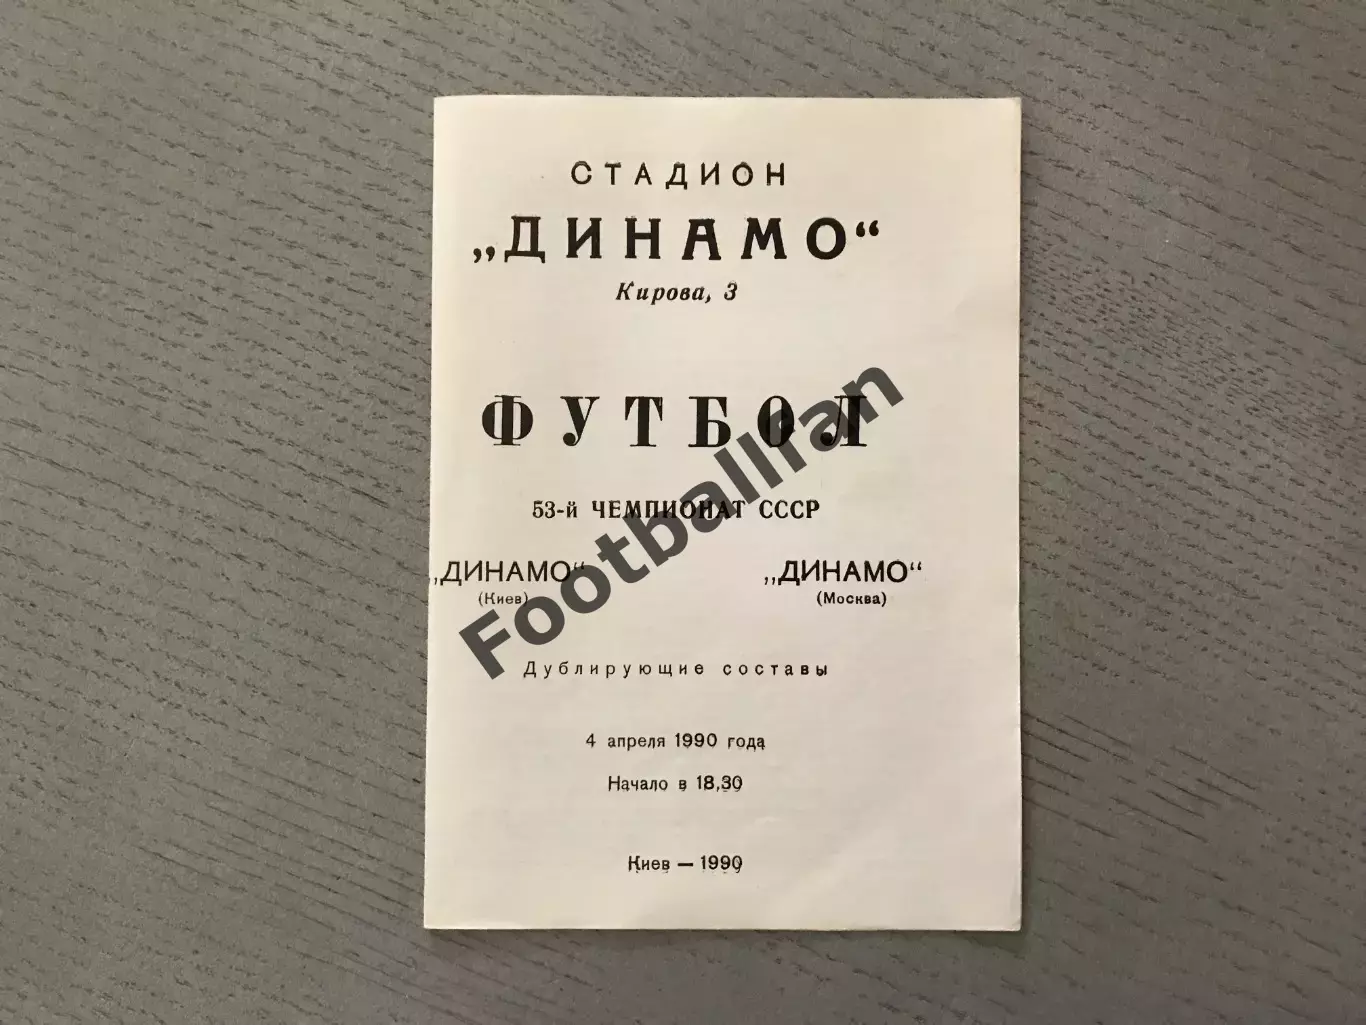 СТАДИОН
„ДИНАМО“
Кирова, 3
ФУТБОЛ
53-й ЧЕМПИОНАТ СССР
„ДИНАМО“ „ДИНАМО“
(Киев) (Москва)
Дублирующие составы
4 апреля 1990 года
Начало в 18,30
Киев — 1990
Footballfan